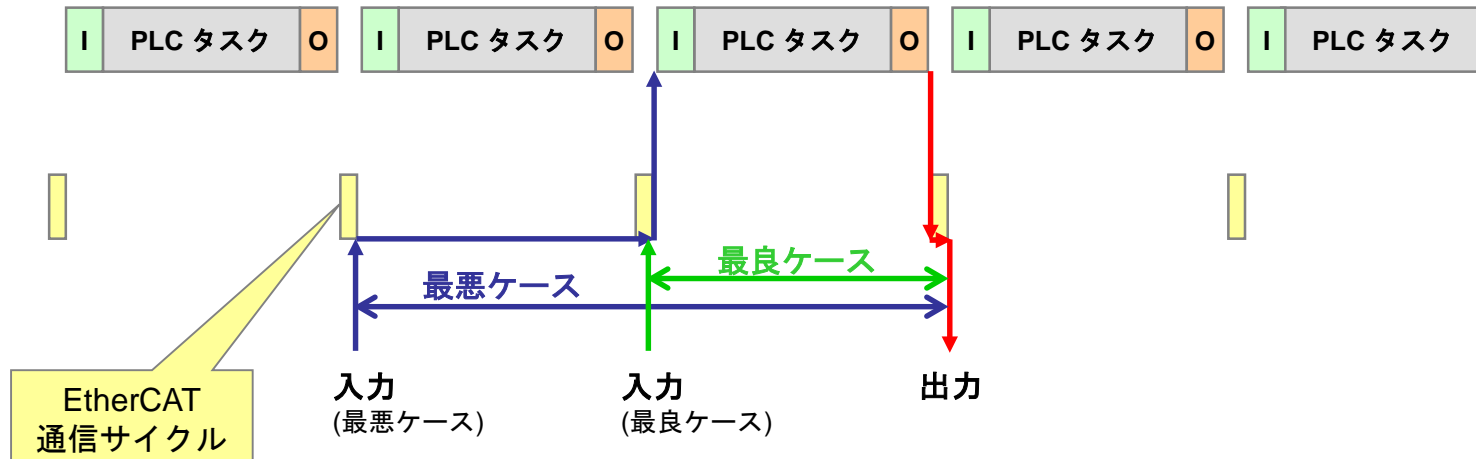 I PLC タスク O I PLC タスク O I PLC タスク O I PLC タスク O I PLC タスク
最良ケース
最悪ケース
入力
(最悪ケース)
入力
(最良ケース)
出力
EtherCAT
通信サイクル